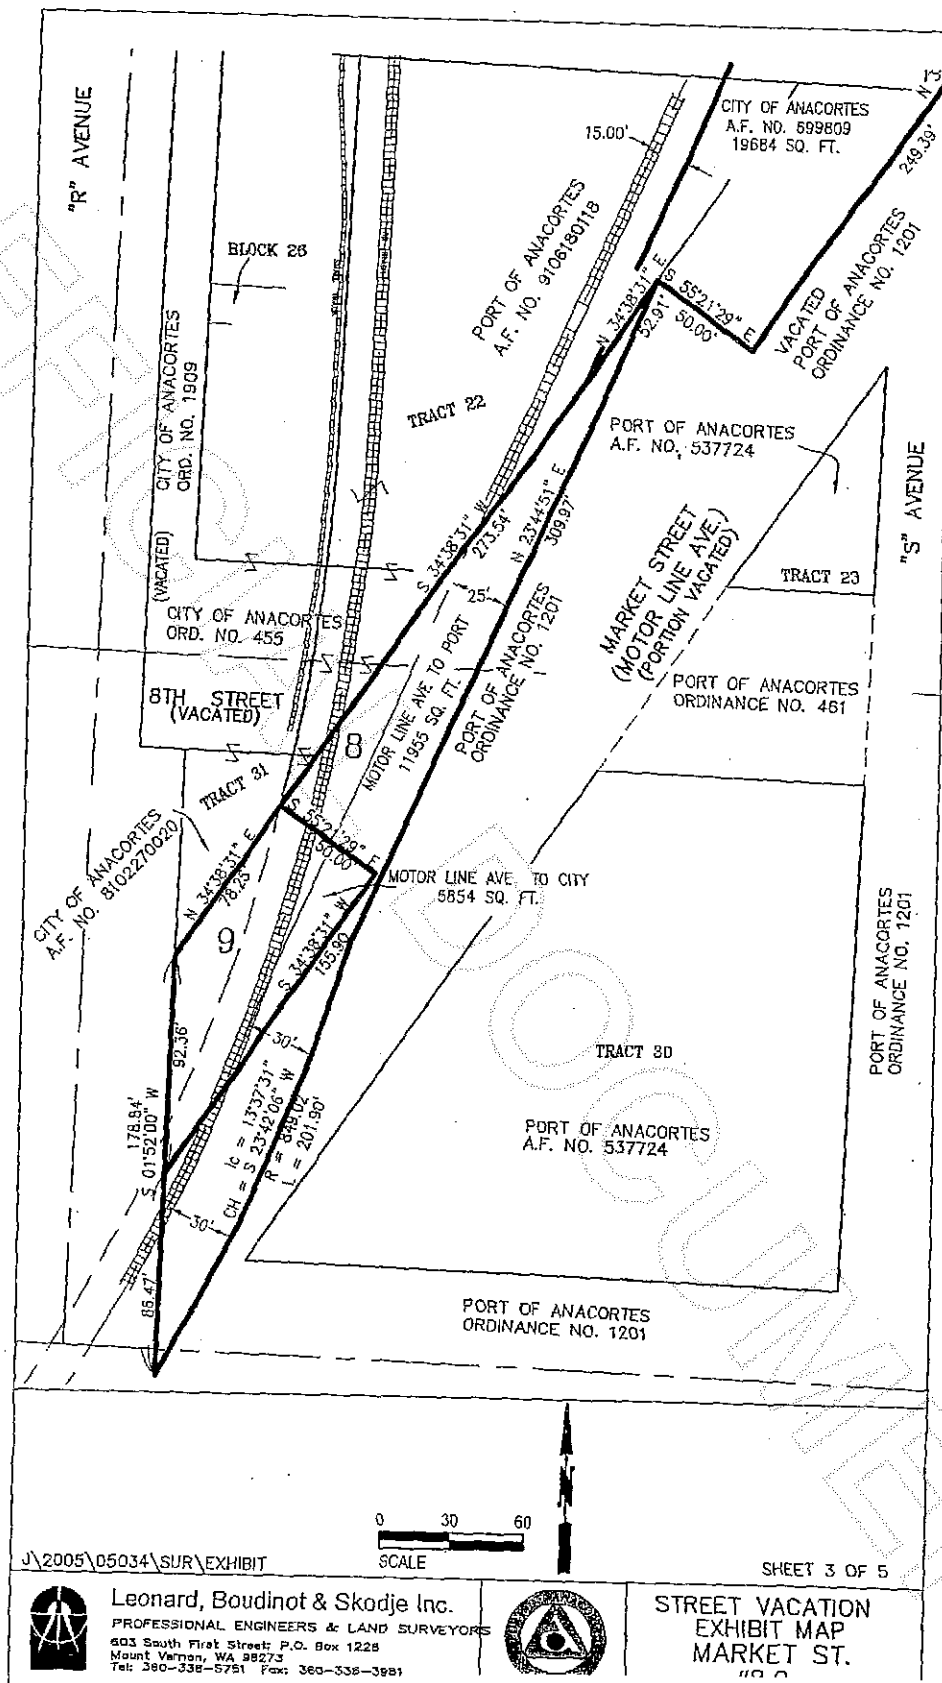 "R" AVENUE
BLOCK 26
CITY OF ANACORTES
ORD. NO. 1909
(VACATED)
CITY OF ANACORTES
ORD. NO. 455
8TH STREET
(VACATED)
15.00'
PORT OF ANACORTES
A.F. NO. 9106180118
TRACT 22
CITY OF ANACORTES
A.F. NO. 599809
19684 SQ. FT.
249.39'
VACATED
PORT OF ANACORTES
ORDINANCE NO. 1201
N 34°38'31" E
52.91'
S 55°21'29" E
50.00'
PORT OF ANACORTES
A.F. NO. 537724
"S" AVENUE
S 34°38'31" W
273.54'
N 23°44'51" E
309.97'
25'
MARKET STREET
(MOTOR LINE AVE.)
(PORTION VACATED)
TRACT 23
PORT OF ANACORTES
ORDINANCE NO. 1201
PORT OF ANACORTES
ORDINANCE NO. 461
MOTOR LINE AVE. TO PORT
11955 SQ. FT.
8
TRACT 31
CITY OF ANACORTES
A.F. NO. 8102270020
N 34°38'31" E
78.25'
S 55°21'29" E
50.00'
MOTOR LINE AVE. TO CITY
5854 SQ. FT.
9
S 34°38'31" W
155.90'
92.36'
178.84'
S 01°52'00" W
86.47'
30'
lc = 13°37'31"
CH = S 23°42'06" W
R = 849.02'
L = 201.90'
30'
TRACT 30
PORT OF ANACORTES
A.F. NO. 537724
PORT OF ANACORTES
ORDINANCE NO. 1201
PORT OF ANACORTES
ORDINANCE NO. 1201
N
0 30 60
SCALE
J\2005\05034\SUR\EXHIBIT
SHEET 3 OF 5
Leonard, Boudinot & Skodje Inc.
PROFESSIONAL ENGINEERS & LAND SURVEYORS
603 South First Street; P.O. Box 1228
Mount Vernon, WA 98273
Tel: 360-336-5751 Fax: 360-336-3981
STREET VACATION
EXHIBIT MAP
MARKET ST.